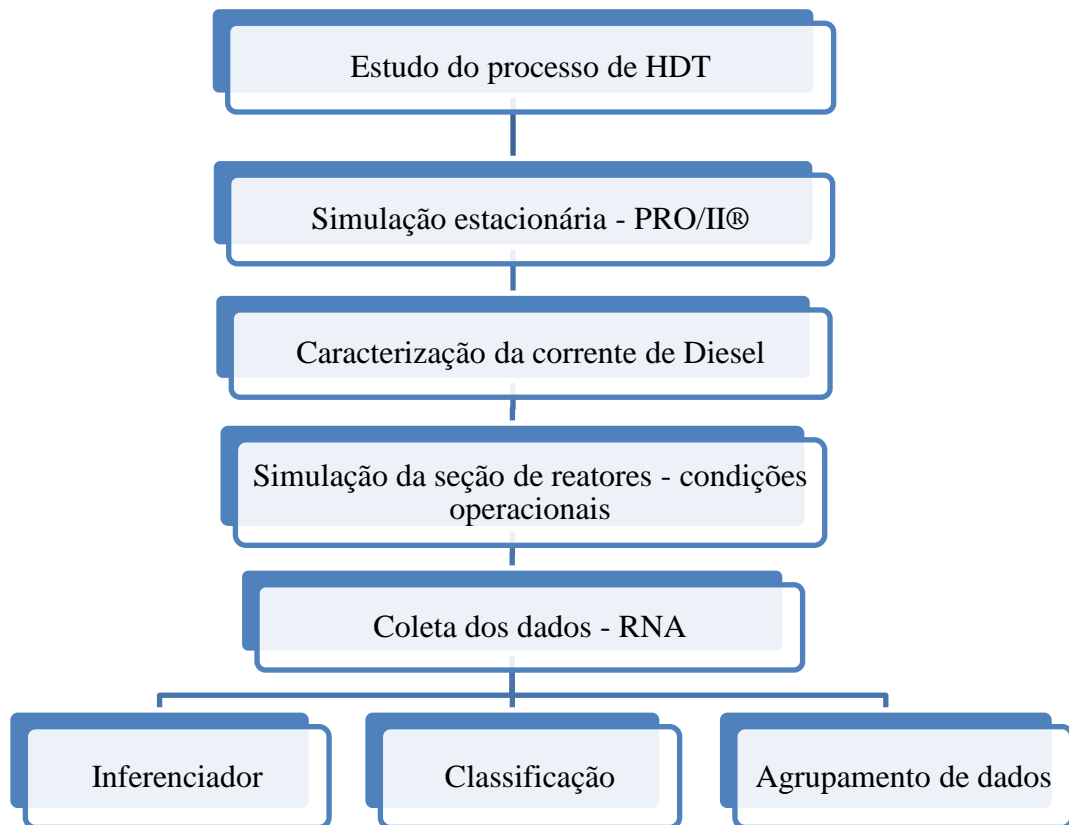 Estudo do processo de HDT
Simulação estacionária - PRO/II®
Caracterização da corrente de Diesel
Simulação da seção de reatores - condições
operacionais
Coleta dos dados - RNA
Inferenciador
Classificação
Agrupamento de dados